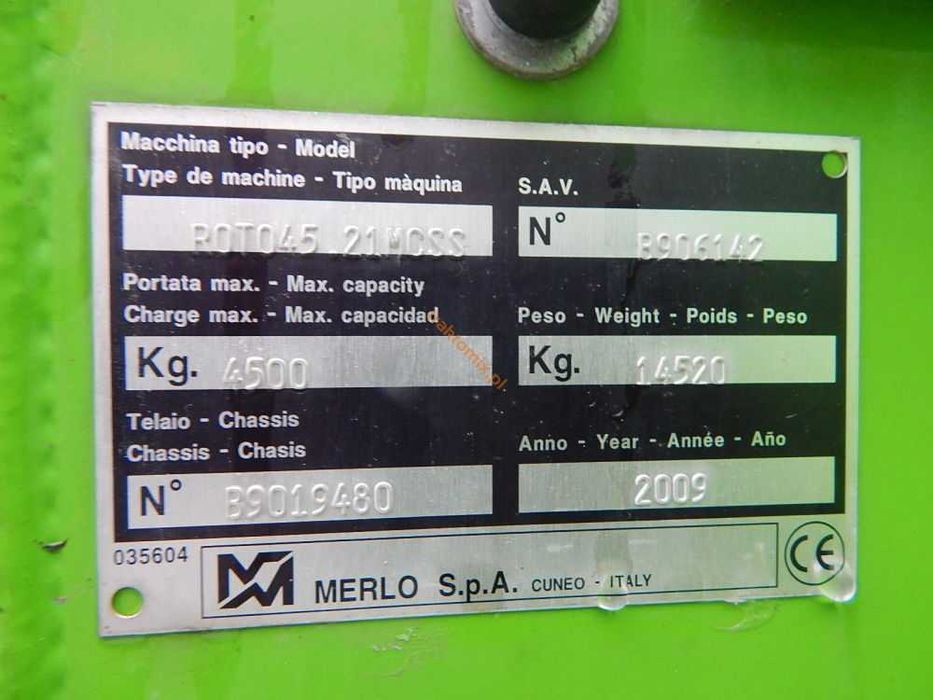 Macchina tipo - Model
Type de machine - Tipo màquina
ROTO45.21MCSS
S.A.V.
N° B906142
Portata max. - Max. capacity
Charge max. - Max. capacidad
Kg. 4500
Peso - Weight - Poids - Peso
Kg. 14520
Telaio - Chassis
Chassis - Chasis
N° B9019480
Anno - Year - Année - Año
2009
035604
MERLO S.p.A. CUNEO - ITALY
CE